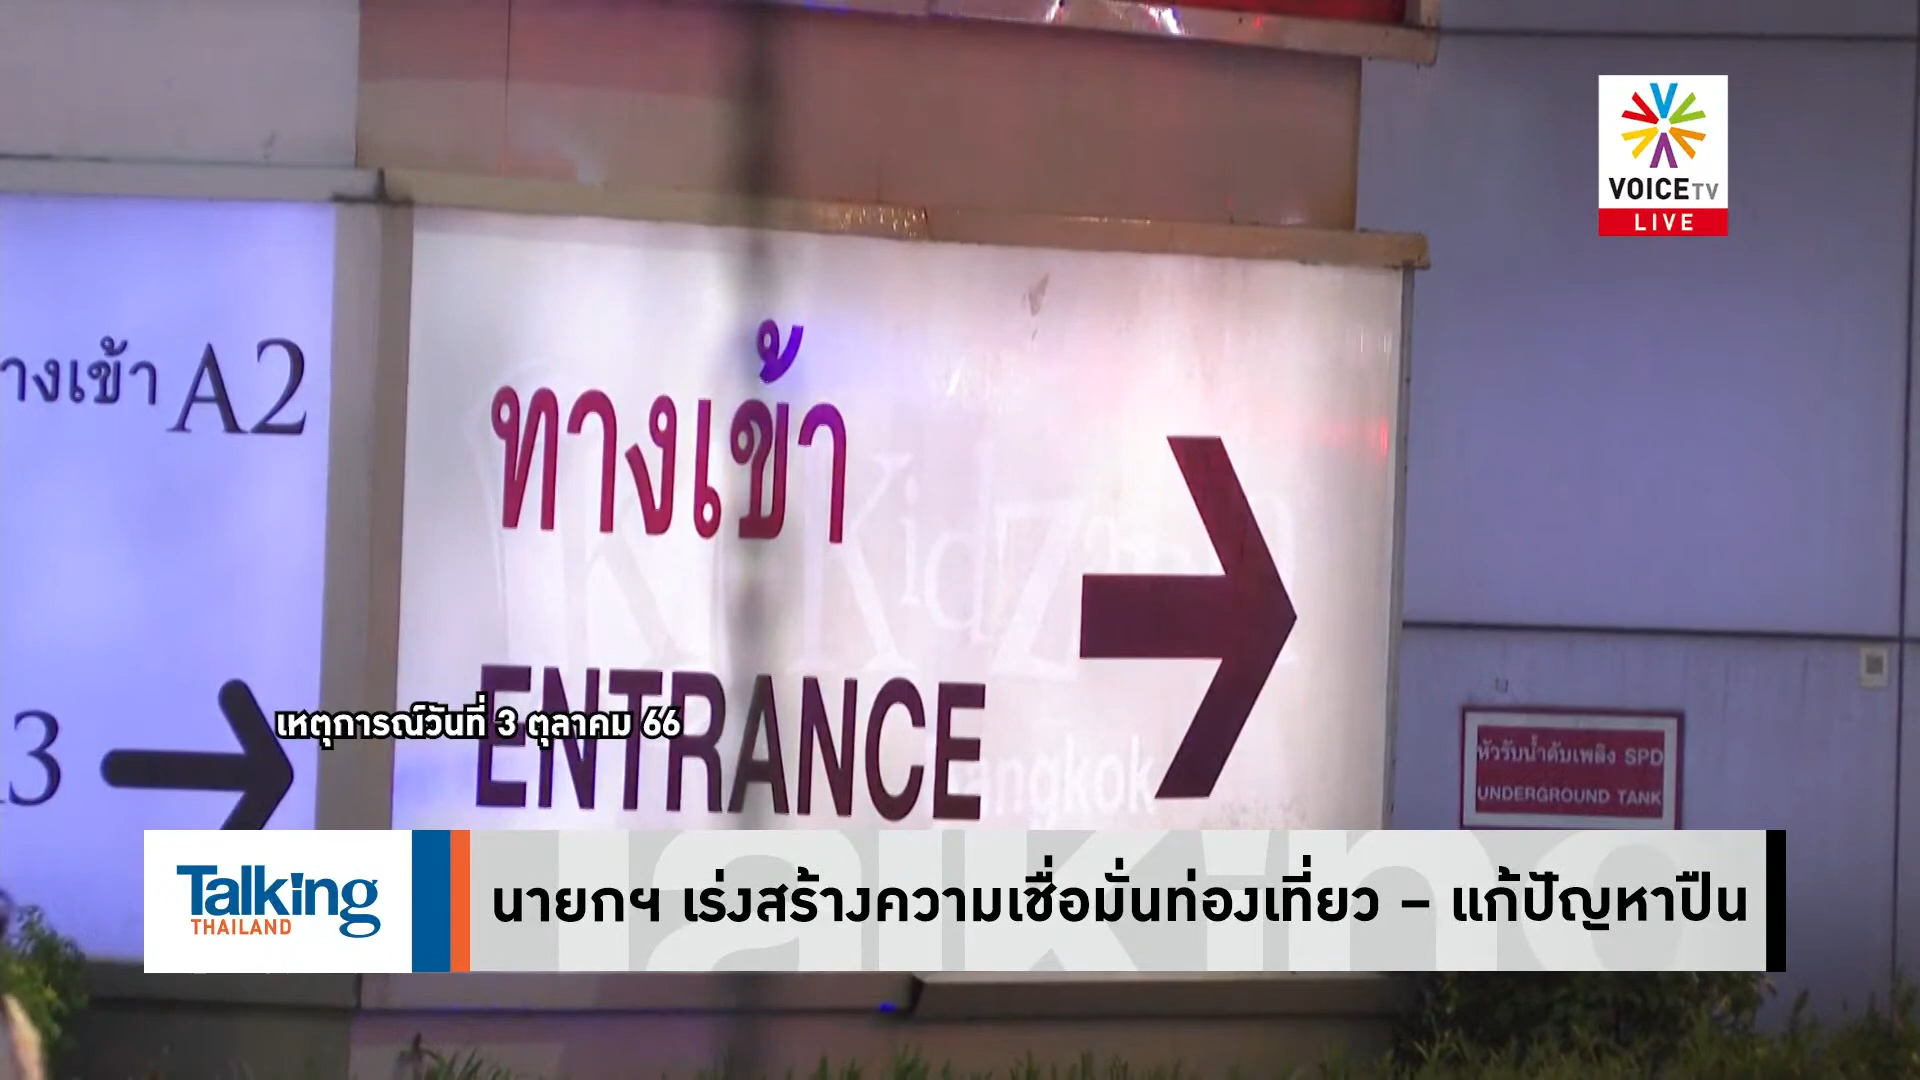 VOICETV
LIVE
างเข้า A2
ทางเข้า
KidZania
ENTRANCE
angkok
3
เหตุการณ์วันที่ 3 ตุลาคม 66
หัวรับน้ำดับเพลิง SPD
UNDERGROUND TANK
Talking
THAILAND
นายกฯ เร่งสร้างความเชื่อมั่นท่องเที่ยว – แก้ปัญหาปืน